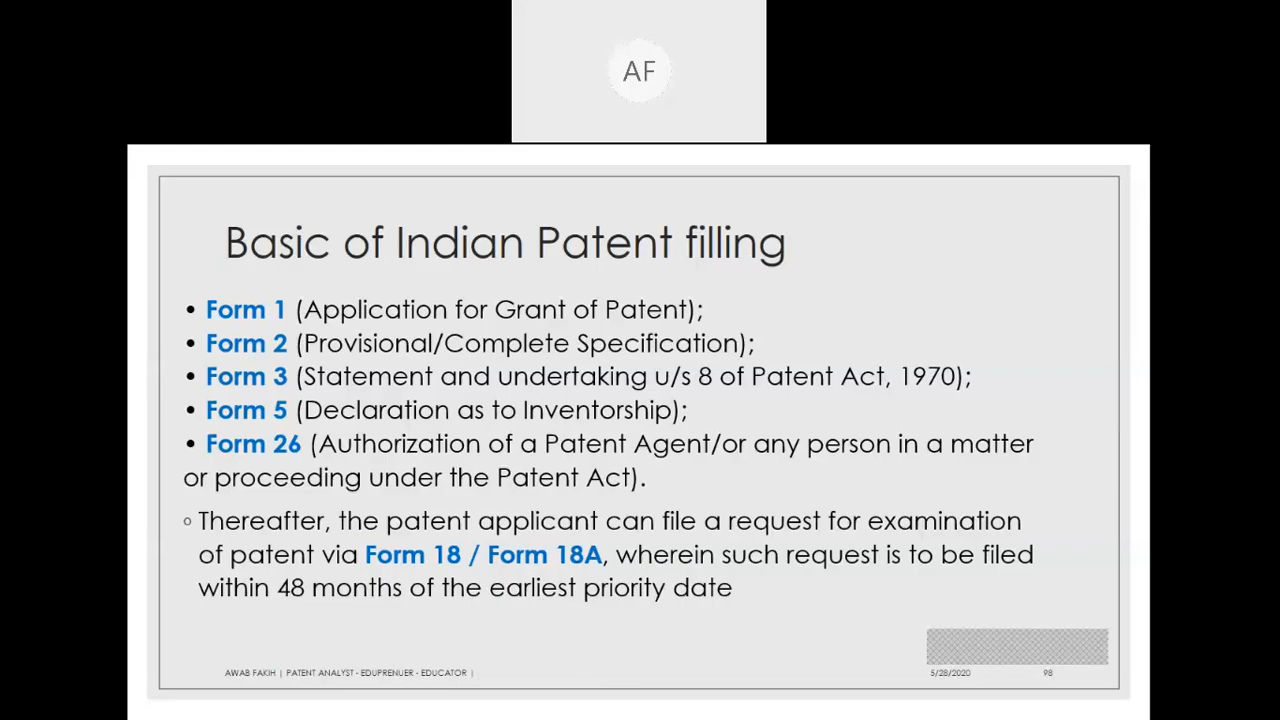 AF
Basic of Indian Patent filling
• Form 1 (Application for Grant of Patent);
• Form 2 (Provisional/Complete Specification);
• Form 3 (Statement and undertaking u/s 8 of Patent Act, 1970);
• Form 5 (Declaration as to Inventorship);
• Form 26 (Authorization of a Patent Agent/or any person in a matter
or proceeding under the Patent Act).
◦ Thereafter, the patent applicant can file a request for examination
of patent via Form 18 / Form 18A, wherein such request is to be filed
within 48 months of the earliest priority date
AWAB FAKIH | PATENT ANALYST - EDUPRENUER - EDUCATOR | 5/28/2020 98